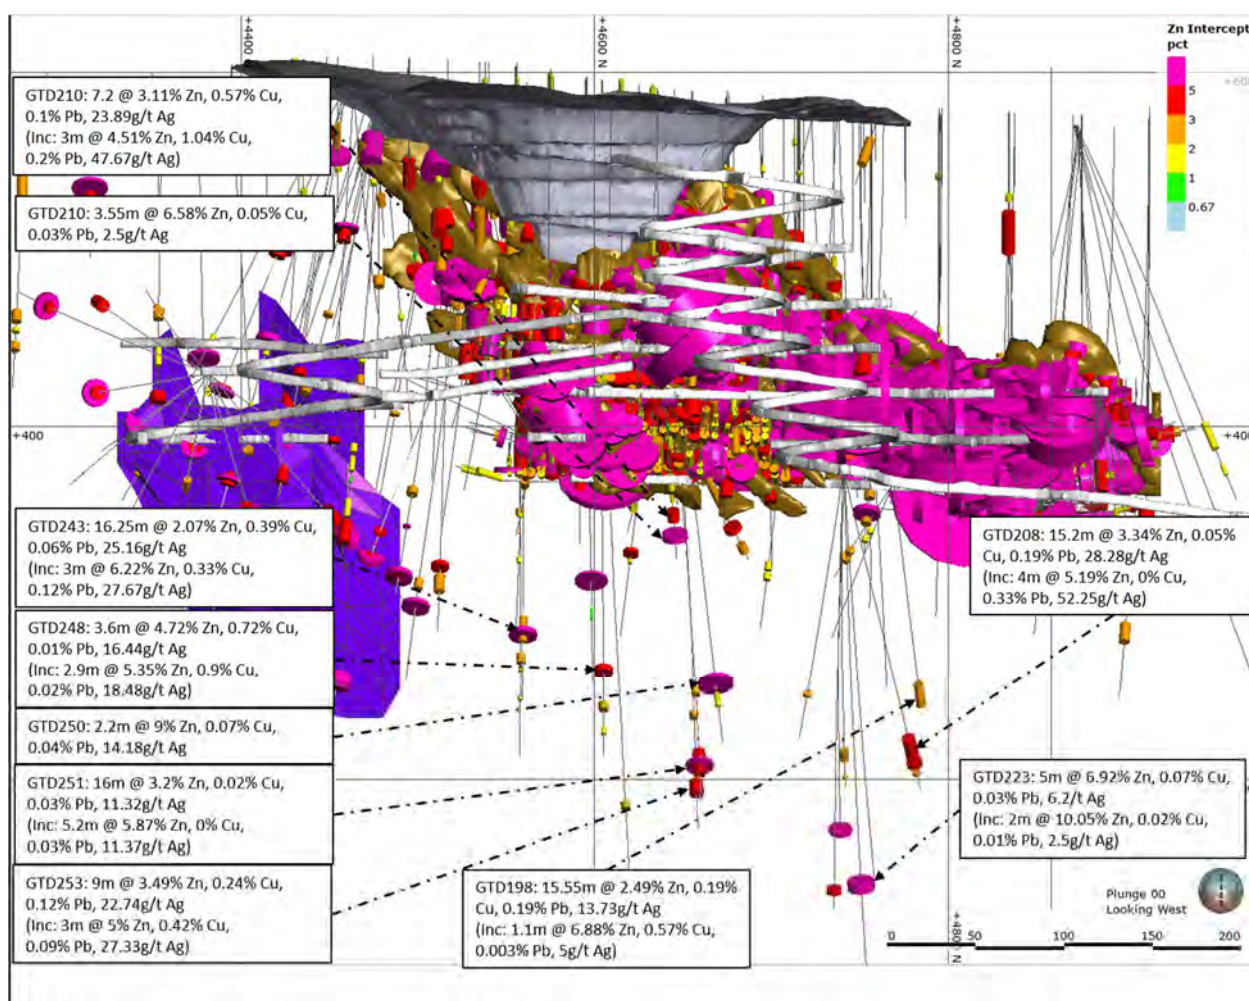 +4400
+4600
N
+4800
N
Zn Intercept
pct
5
3
2
1
0.67
+600
GTD210: 7.2 @ 3.11% Zn, 0.57% Cu,
0.1% Pb, 23.89g/t Ag
(Inc: 3m @ 4.51% Zn, 1.04% Cu,
0.2% Pb, 47.67g/t Ag)
GTD210: 3.55m @ 6.58% Zn, 0.05% Cu,
0.03% Pb, 2.5g/t Ag
+400
+400
GTD243: 16.25m @ 2.07% Zn, 0.39% Cu,
0.06% Pb, 25.16g/t Ag
(Inc: 3m @ 6.22% Zn, 0.33% Cu,
0.12% Pb, 27.67g/t Ag)
GTD208: 15.2m @ 3.34% Zn, 0.05%
Cu, 0.19% Pb, 28.28g/t Ag
(Inc: 4m @ 5.19% Zn, 0% Cu,
0.33% Pb, 52.25g/t Ag)
GTD248: 3.6m @ 4.72% Zn, 0.72% Cu,
0.01% Pb, 16.44g/t Ag
(Inc: 2.9m @ 5.35% Zn, 0.9% Cu,
0.02% Pb, 18.48g/t Ag)
GTD250: 2.2m @ 9% Zn, 0.07% Cu,
0.04% Pb, 14.18g/t Ag
GTD251: 16m @ 3.2% Zn, 0.02% Cu,
0.03% Pb, 11.32g/t Ag
(Inc: 5.2m @ 5.87% Zn, 0% Cu,
0.03% Pb, 11.37g/t Ag)
GTD223: 5m @ 6.92% Zn, 0.07% Cu,
0.03% Pb, 6.2/t Ag
(Inc: 2m @ 10.05% Zn, 0.02% Cu,
0.01% Pb, 2.5g/t Ag)
GTD253: 9m @ 3.49% Zn, 0.24% Cu,
0.12% Pb, 22.74g/t Ag
(Inc: 3m @ 5% Zn, 0.42% Cu,
0.09% Pb, 27.33g/t Ag)
GTD198: 15.55m @ 2.49% Zn, 0.19%
Cu, 0.19% Pb, 13.73g/t Ag
(Inc: 1.1m @ 6.88% Zn, 0.57% Cu,
0.003% Pb, 5g/t Ag)
Plunge 00
Looking West
0 50 100 150 200
N